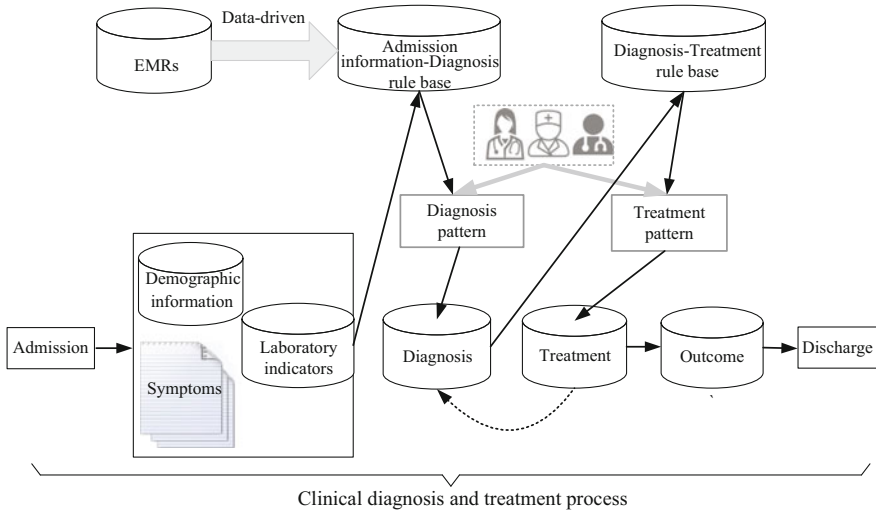 Data-driven
EMRs
Admission
information-Diagnosis
rule base
Diagnosis-Treatment
rule base
Diagnosis
pattern
Treatment
pattern
Demographic
information
Laboratory
indicators
Symptoms
Admission
Diagnosis
Treatment
Outcome
Discharge
Clinical diagnosis and treatment process